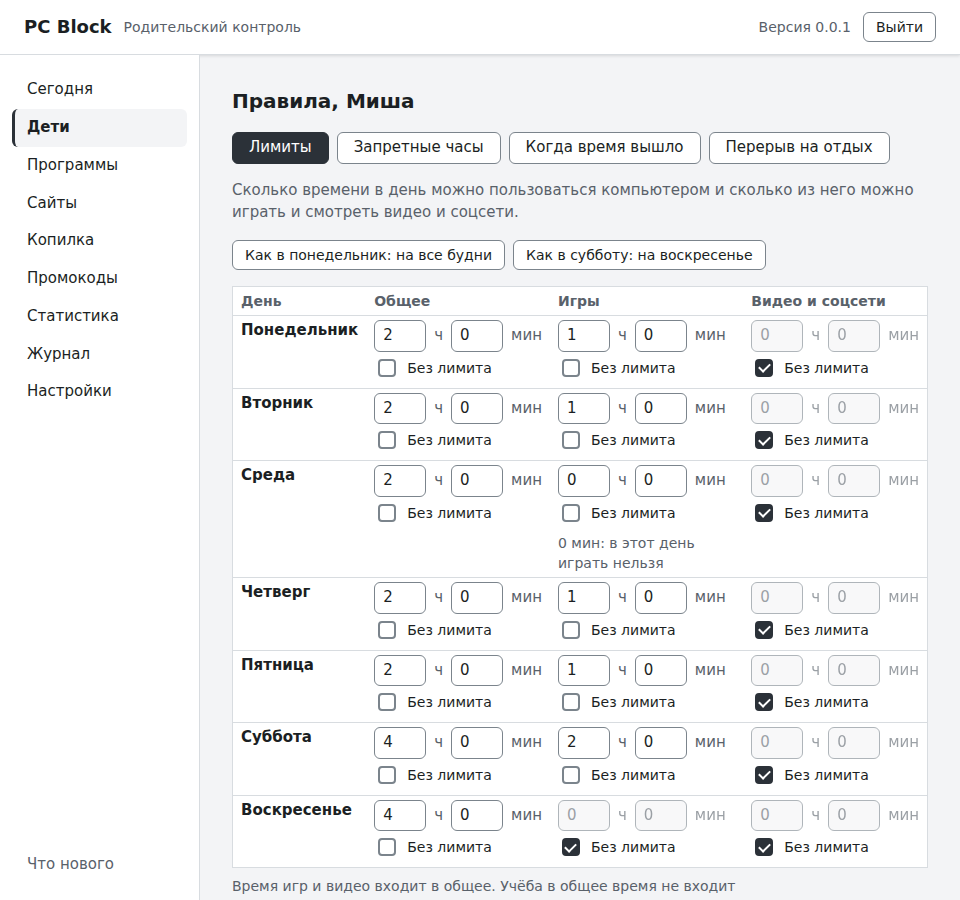 PC Block Родительский контроль Версия 0.0.1 Выйти
Сегодня
Дети
Программы
Сайты
Копилка
Промокоды
Статистика
Журнал
Настройки
Что нового
Правила, Миша
Лимиты Запретные часы Когда время вышло Перерыв на отдых
Сколько времени в день можно пользоваться компьютером и сколько из него можно
играть и смотреть видео и соцсети.
Как в понедельник: на все будни Как в субботу: на воскресенье
День Общее Игры Видео и соцсети
Понедельник 2 ч 0 мин 1 ч 0 мин 0 ч 0 мин
Без лимита Без лимита Без лимита
Вторник 2 ч 0 мин 1 ч 0 мин 0 ч 0 мин
Без лимита Без лимита Без лимита
Среда 2 ч 0 мин 0 ч 0 мин 0 ч 0 мин
Без лимита Без лимита Без лимита
0 мин: в этот день
играть нельзя
Четверг 2 ч 0 мин 1 ч 0 мин 0 ч 0 мин
Без лимита Без лимита Без лимита
Пятница 2 ч 0 мин 1 ч 0 мин 0 ч 0 мин
Без лимита Без лимита Без лимита
Суббота 4 ч 0 мин 2 ч 0 мин 0 ч 0 мин
Без лимита Без лимита Без лимита
Воскресенье 4 ч 0 мин 0 ч 0 мин 0 ч 0 мин
Без лимита Без лимита Без лимита
Время игр и видео входит в общее. Учёба в общее время не входит